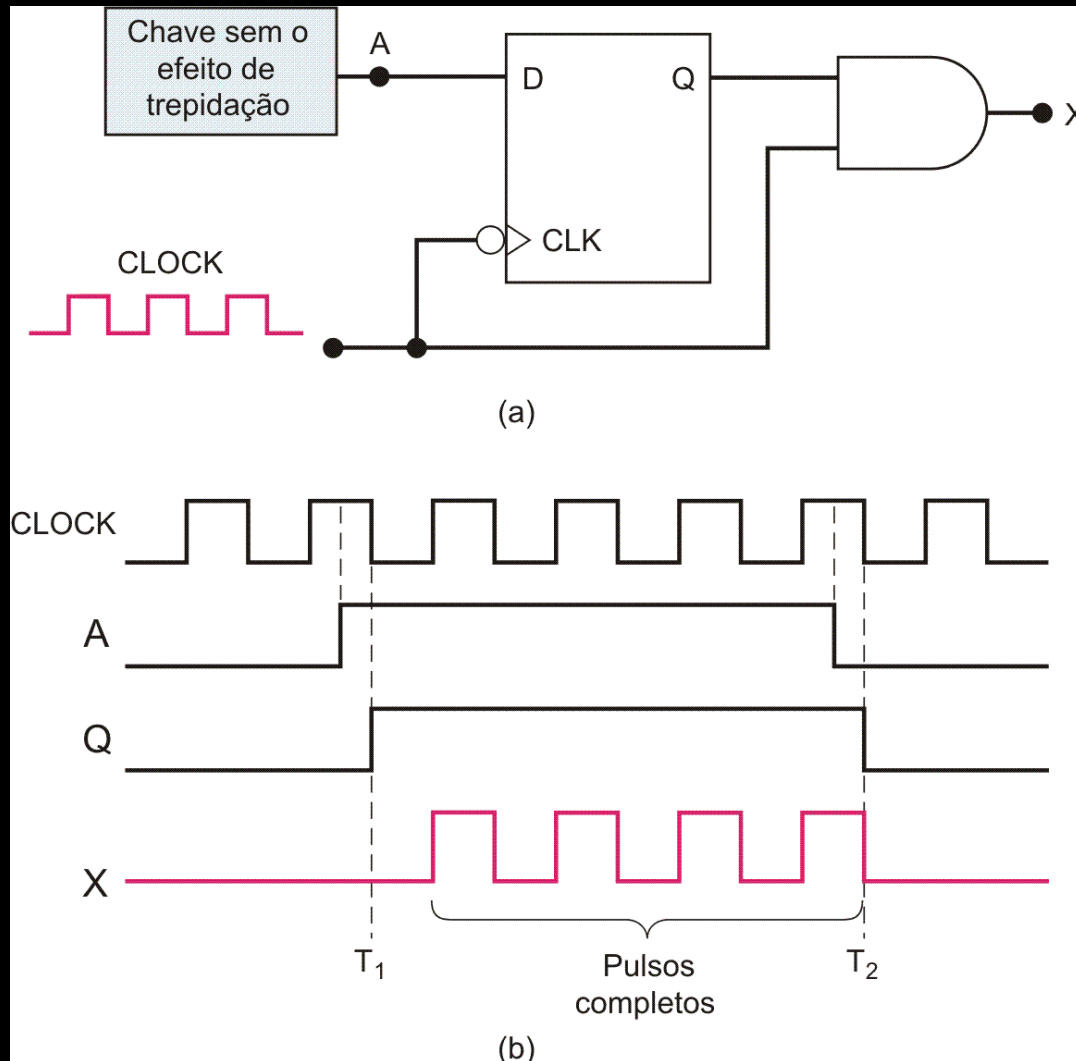 Chave sem o
efeito de
trepidação
A
D
Q
X
CLK
CLOCK
(a)
CLOCK
A
Q
X
T1
Pulsos
completos
T2
(b)